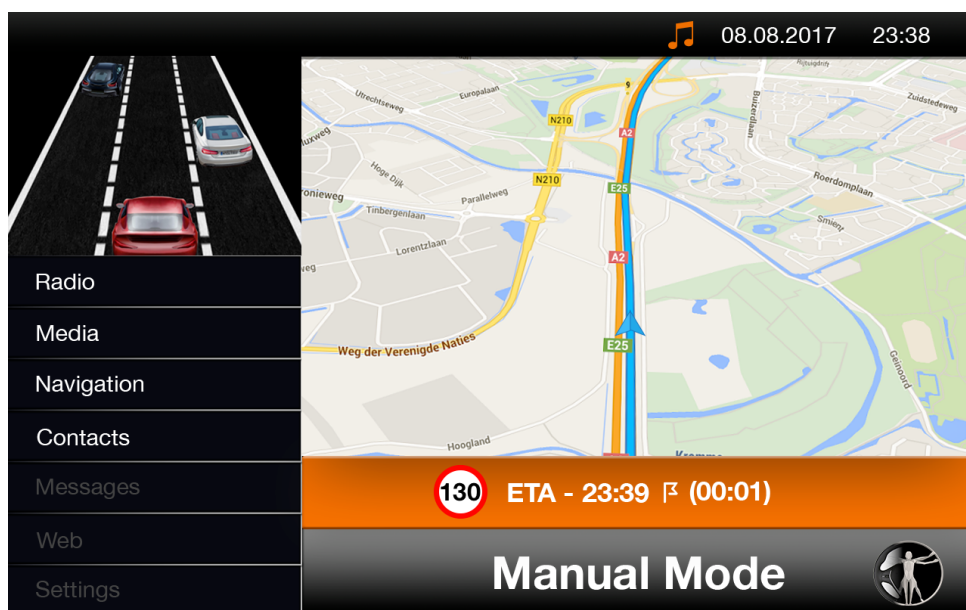 08.08.2017 23:38
Radio
Media
Navigation
Contacts
Messages
Web
Settings
Utrechtseweg
Europalaan
N210
9
A2
Buizerdlaan
Zuidstedeweg
Hoge Dijk
N210
Parallelweg
E25
Roerdomplaan
Tinbergenlaan
Smient
Lorentzlaan
A2
Weg der Verenigde Naties
E25
Geinoord
Hoogland
130 ETA - 23:39 (00:01)
Manual Mode